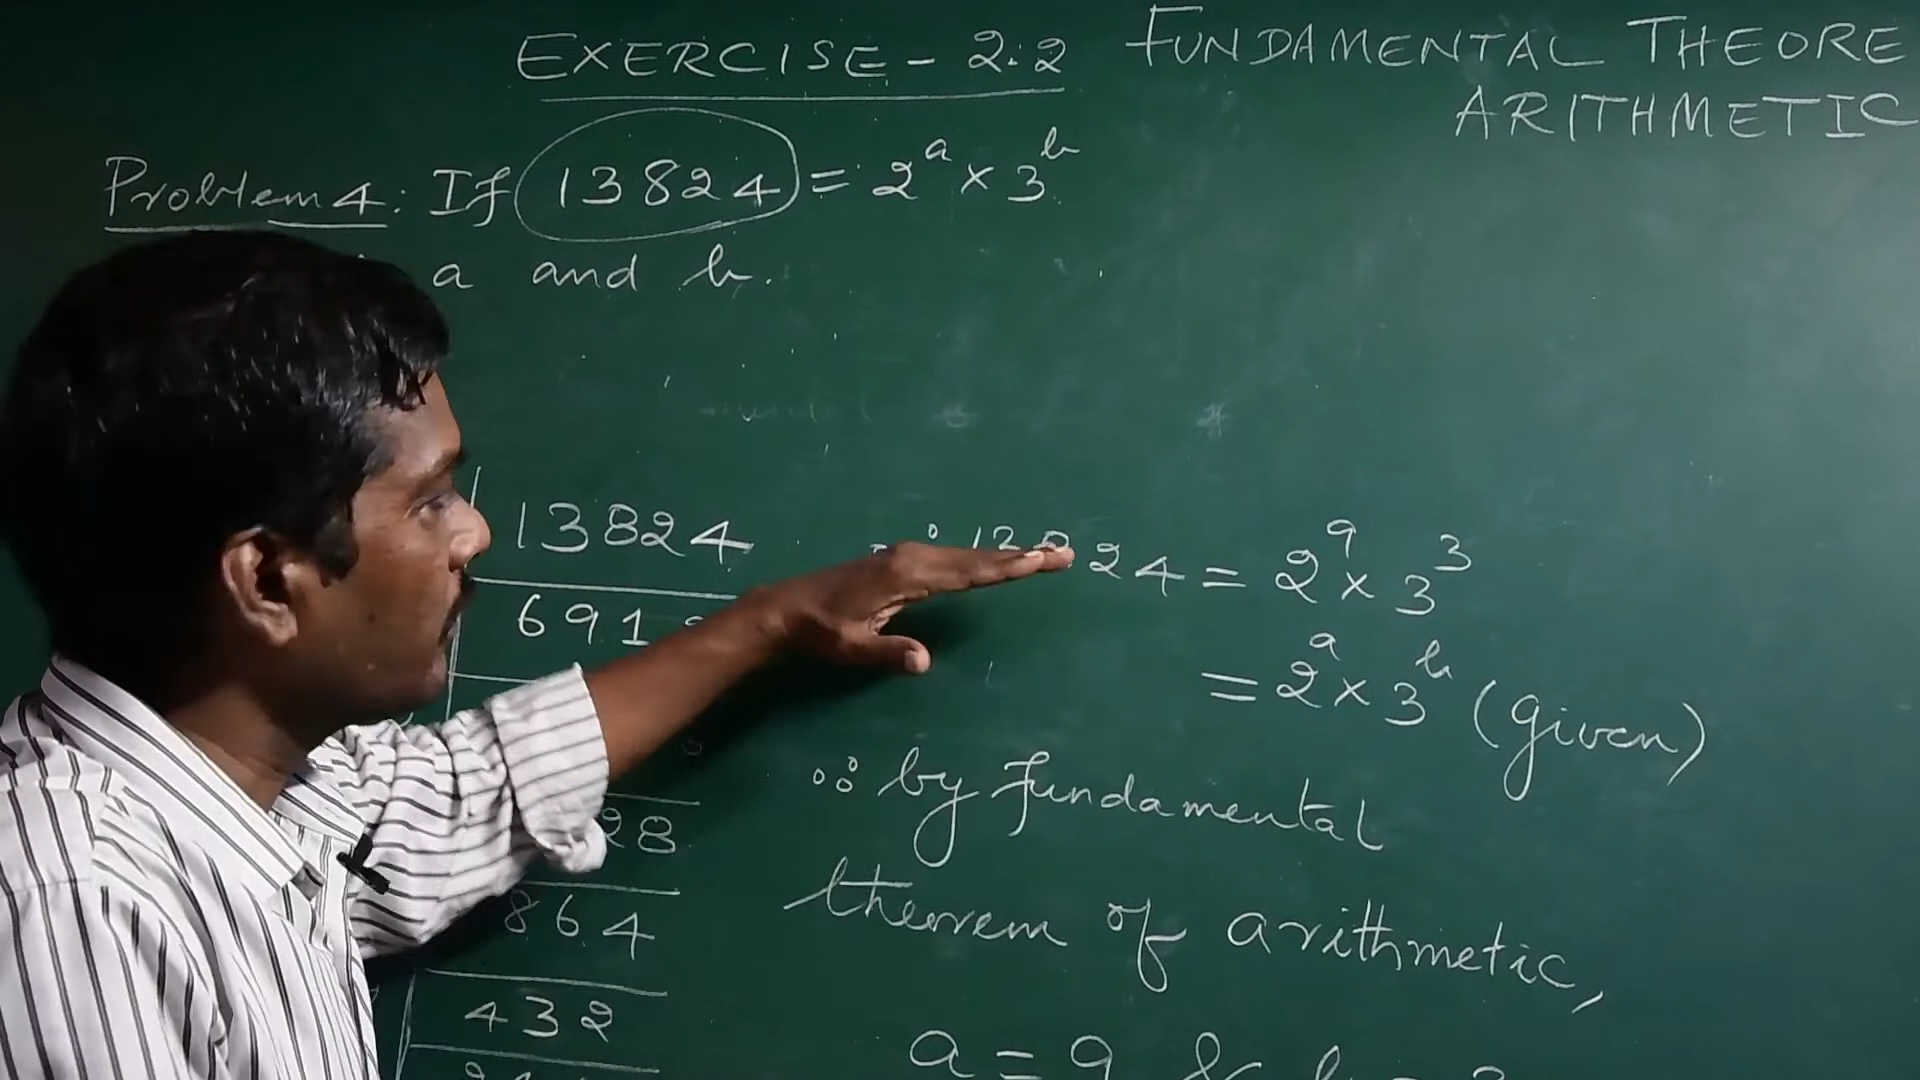 EXERCISE - 2.2
FUNDAMENTAL THEORE
ARITHMETIC
Problem 4: If 13824 = 2^a × 3^b
a and b.
13824
691
28
864
432
24 = 2^9 × 3^3
= 2^a × 3^b (given)
∴ by fundamental
theorem of arithmetic,
a = 9 &